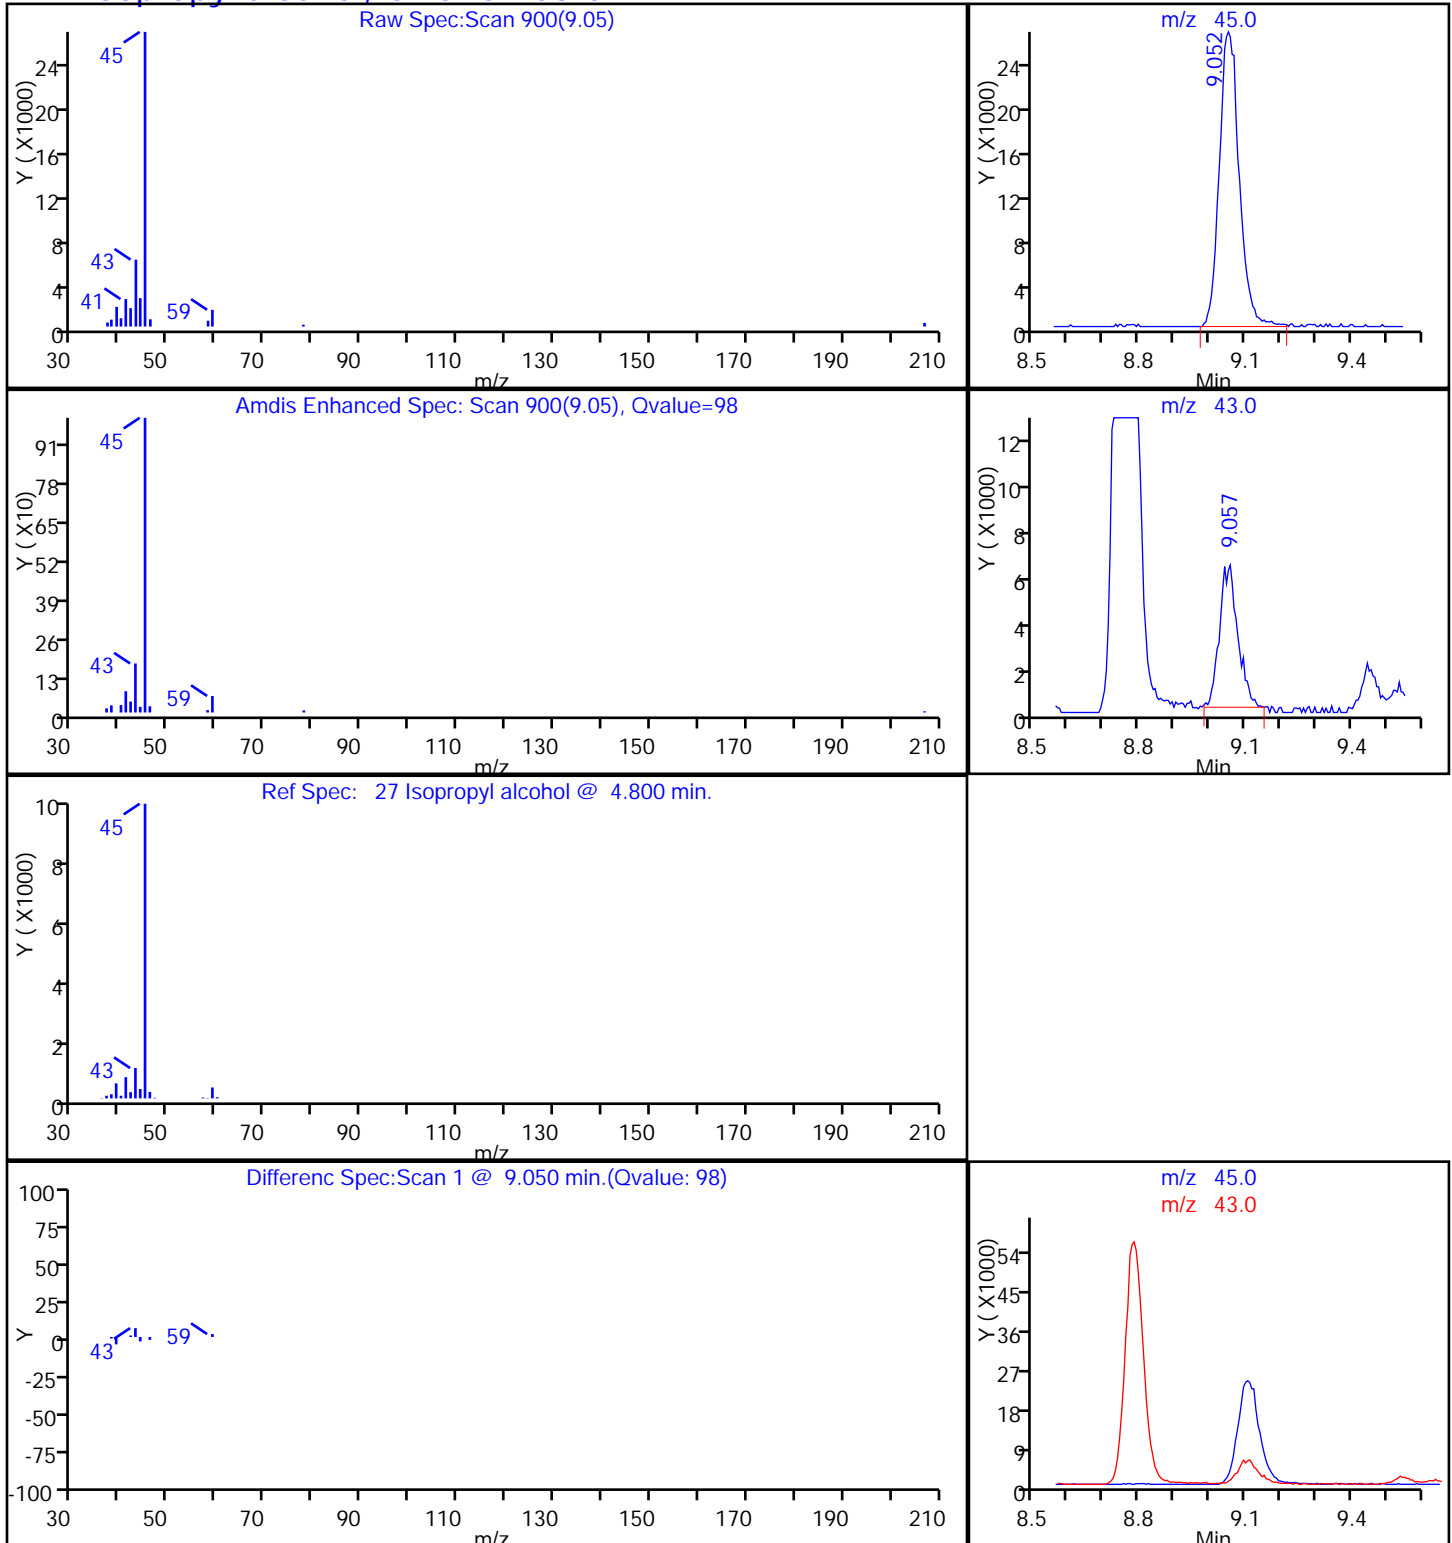 Raw Spec:Scan 900(9.05)
Y ( X1000)
24
20
16
12
8
4
0
45
43
41
59
30 50 70 90 110 130 150 170 190 210
m/z
m/z 45.0
Y ( X1000)
24
20
16
12
8
4
0
9.052
8.5 8.8 9.1 9.4
Min
Amdis Enhanced Spec: Scan 900(9.05), Qvalue=98
Y ( X10)
91
78
65
52
39
26
13
0
45
43
59
30 50 70 90 110 130 150 170 190 210
m/z
m/z 43.0
Y ( X1000)
12
10
8
6
4
2
0
9.057
8.5 8.8 9.1 9.4
Min
Ref Spec: 27 Isopropyl alcohol @ 4.800 min.
Y ( X1000)
10
8
6
4
2
0
45
43
30 50 70 90 110 130 150 170 190 210
m/z
Differenc Spec:Scan 1 @ 9.050 min.(Qvalue: 98)
Y
100
75
50
25
0
-25
-50
-75
-100
43
59
30 50 70 90 110 130 150 170 190 210
m/z
m/z 45.0
m/z 43.0
Y ( X1000)
54
45
36
27
18
9
0
8.5 8.8 9.1 9.4
Min